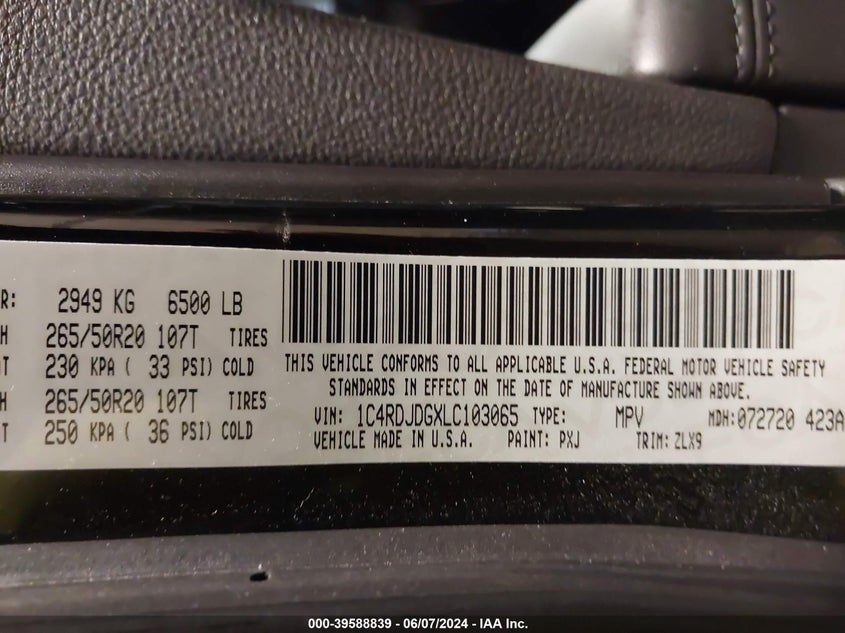 R: 2949 KG 6500 LB
H 265/50R20 107T TIRES
T 230 KPA ( 33 PSI) COLD
H 265/50R20 107T TIRES
T 250 KPA ( 36 PSI) COLD
THIS VEHICLE CONFORMS TO ALL APPLICABLE U.S.A. FEDERAL MOTOR VEHICLE SAFETY
STANDARDS IN EFFECT ON THE DATE OF MANUFACTURE SHOWN ABOVE.
VIN: 1C4RDJDGXLC103065 TYPE: MPV MDH: 072720 423A
VEHICLE MADE IN U.S.A. PAINT: PXJ TRIM: ZLX9
000-39588839 - 06/07/2024 - IAA Inc.